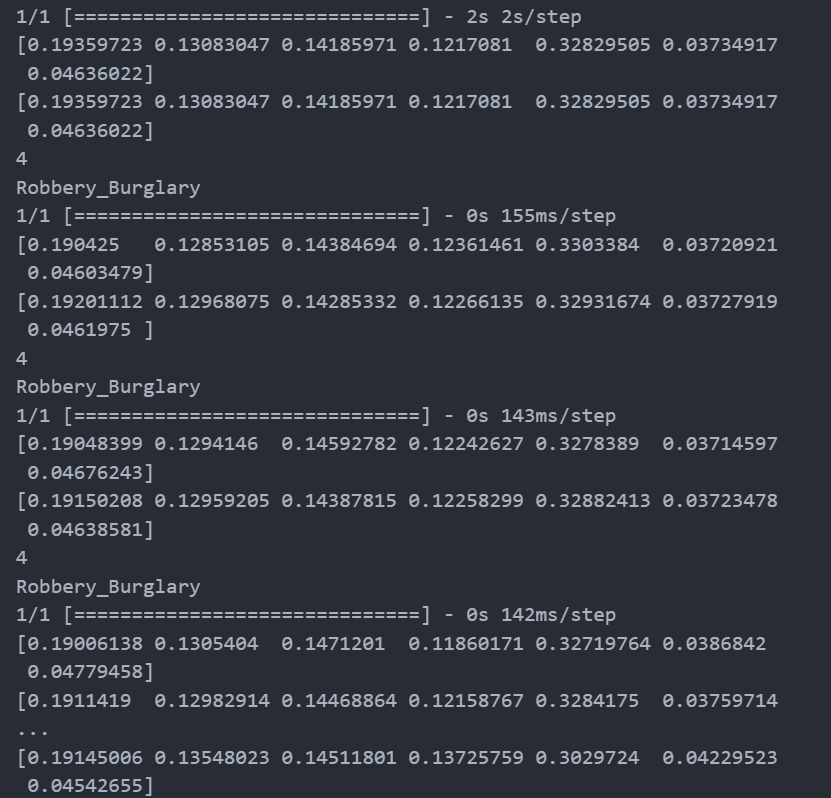 1/1 [==============================] - 2s 2s/step
[0.19359723 0.13083047 0.14185971 0.1217081  0.32829505 0.03734917
 0.04636022]
[0.19359723 0.13083047 0.14185971 0.1217081  0.32829505 0.03734917
 0.04636022]
4
Robbery_Burglary
1/1 [==============================] - 0s 155ms/step
[0.190425   0.12853105 0.14384694 0.12361461 0.3303384  0.03720921
 0.04603479]
[0.19201112 0.12968075 0.14285332 0.12266135 0.32931674 0.03727919
 0.0461975 ]
4
Robbery_Burglary
1/1 [==============================] - 0s 143ms/step
[0.19048399 0.1294146  0.14592782 0.12242627 0.3278389  0.03714597
 0.04676243]
[0.19150208 0.12959205 0.14387815 0.12258299 0.32882413 0.03723478
 0.04638581]
4
Robbery_Burglary
1/1 [==============================] - 0s 142ms/step
[0.19006138 0.1305404  0.1471201  0.11860171 0.32719764 0.0386842
 0.04779458]
[0.1911419  0.12982914 0.14468864 0.12158767 0.3284175  0.03759714
...
[0.19145006 0.13548023 0.14511801 0.13725759 0.3029724  0.04229523
 0.04542655]